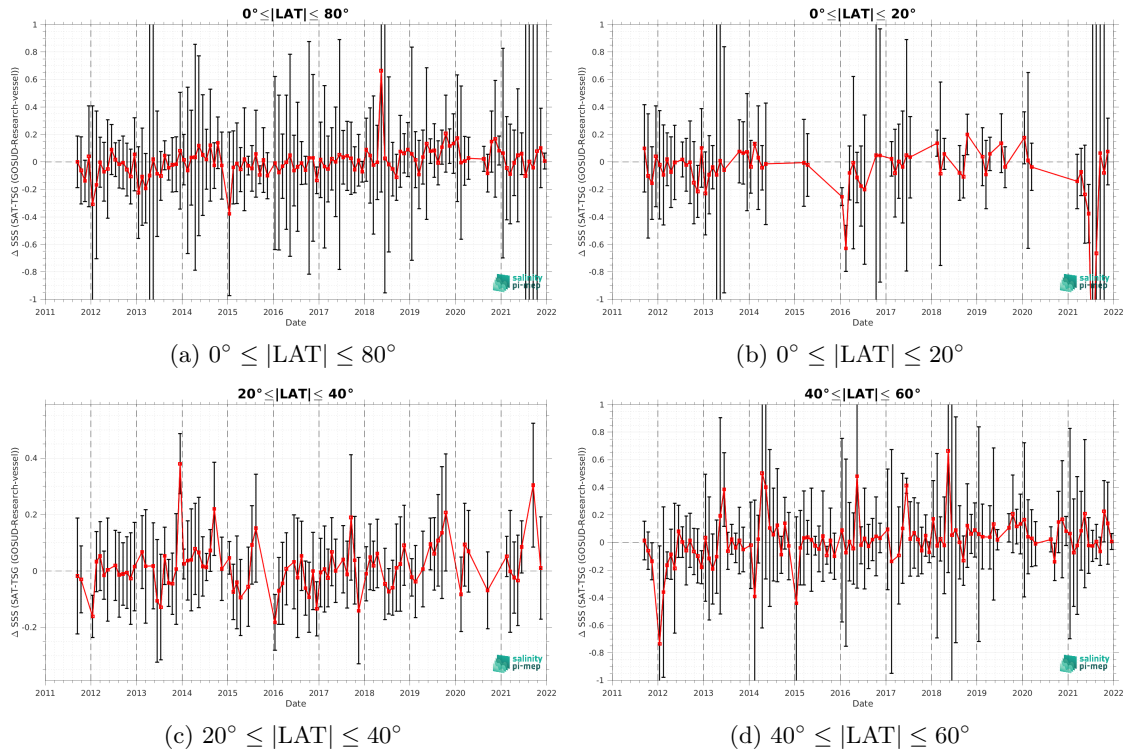 0°≤|LAT|≤ 80°
Δ SSS (SAT-TSG (GOSUD-Research-vessel))
1
0.8
0.6
0.4
0.2
0
-0.2
-0.4
-0.6
-0.8
-1
2011 2012 2013 2014 2015 2016 2017 2018 2019 2020 2021 2022
Date
salinity
pi-mep
(a) 0° ≤ |LAT| ≤ 80°
0°≤|LAT|≤ 20°
Δ SSS (SAT-TSG (GOSUD-Research-vessel))
1
0.8
0.6
0.4
0.2
0
-0.2
-0.4
-0.6
-0.8
-1
2011 2012 2013 2014 2015 2016 2017 2018 2019 2020 2021 2022
Date
salinity
pi-mep
(b) 0° ≤ |LAT| ≤ 20°
20°≤|LAT|≤ 40°
Δ SSS (SAT-TSG (GOSUD-Research-vessel))
0.4
0.2
0
-0.2
2011 2012 2013 2014 2015 2016 2017 2018 2019 2020 2021 2022
Date
salinity
pi-mep
(c) 20° ≤ |LAT| ≤ 40°
40°≤|LAT|≤ 60°
Δ SSS (SAT-TSG (GOSUD-Research-vessel))
1
0.8
0.6
0.4
0.2
0
-0.2
-0.4
-0.6
-0.8
-1
2011 2012 2013 2014 2015 2016 2017 2018 2019 2020 2021 2022
Date
salinity
pi-mep
(d) 40° ≤ |LAT| ≤ 60°